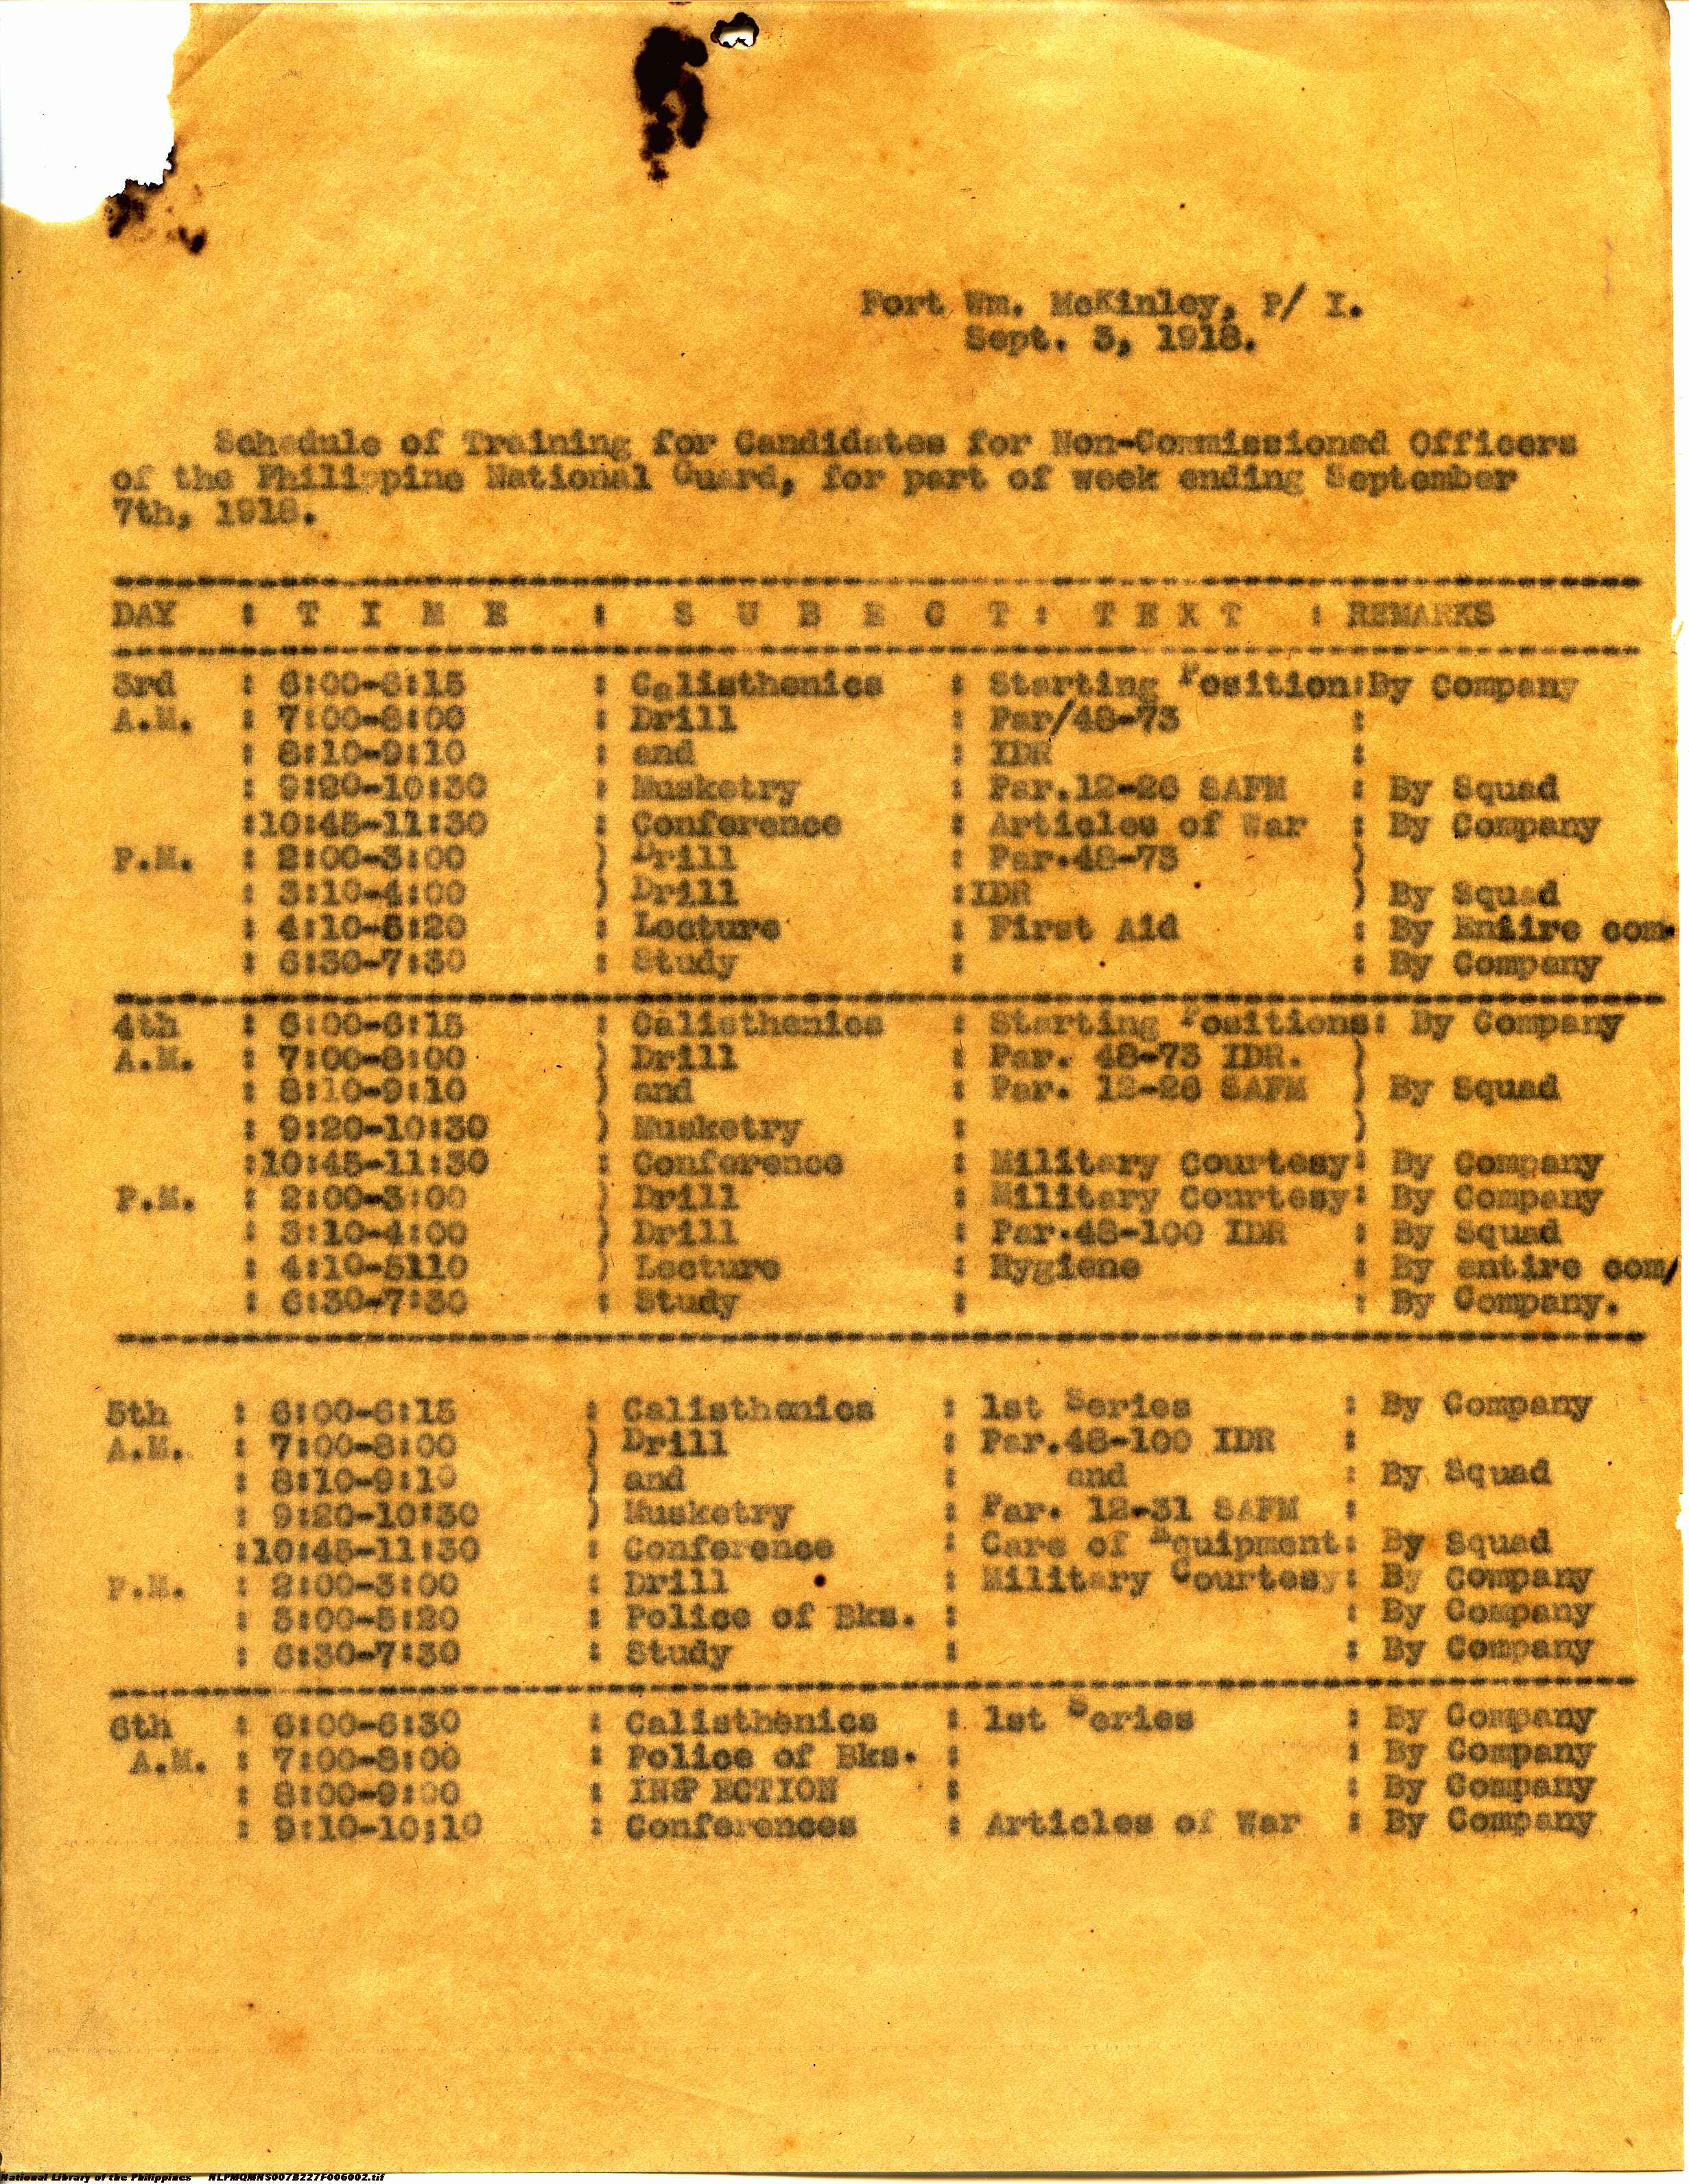 Fort Wm. McKinley, P/ I.
Sept. 3, 1918.
Schedule of Training for Candidates for Non-Commissioned Officers
of the Philippine National Guard, for part of week ending September
7th, 1918.
DAY : T I M E : S U B E C T : T E X T : REMARKS
3rd : 6:00-6:15 : Calisthenics : Starting Position:By Company
A.M. : 7:00-8:00 : Drill : Par/48-73 :
: 8:10-9:10 : and : IDR :
: 9:20-10:30 : Musketry : Par.12-26 SAFM : By Squad
:10:45-11:30 : Conference : Articles of War : By Company
P.M. : 2:00-3:00 ) Drill : Par.48-73 )
: 3:10-4:00 ) Drill :IDR ) By Squad
: 4:10-5:20 : Lecture : First Aid : By Entire com.
: 6:30-7:30 : Study : : By Company
4th : 6:00-6:15 : Calisthenics : Starting Positions: By Company
A.M. : 7:00-8:00 ) Drill : Par. 48-73 IDR. )
: 8:10-9:10 ) and : Par. 12-26 SAFM ) By Squad
: 9:20-10:30 ) Musketry : )
:10:45-11:30 : Conference : Military Courtesy: By Company
P.M. : 2:00-3:00 ) Drill : Military Courtesy: By Company
: 3:10-4:00 ) Drill : Par.48-100 IDR : By Squad
: 4:10-5110 ) Lecture : Hygiene : By entire com/
: 6:30-7:30 : Study : : By Company.
5th : 6:00-6:15 : Calisthenics : 1st Series : By Company
A.M. : 7:00-8:00 ) Drill : Par.48-100 IDR :
: 8:10-9:10 ) and : and : By Squad
: 9:20-10:30 ) Musketry : Par. 12-31 SAFM :
:10:45-11:30 : Conference : Care of Equipment: By Squad
P.M. : 2:00-3:00 : Drill : Military Courtesy: By Company
: 3:00-5:20 : Police of Bks. : : By Company
: 6:30-7:30 : Study : : By Company
6th : 6:00-6:30 : Calisthenics : 1st Series : By Company
A.M. : 7:00-8:00 : Police of Bks. : : By Company
: 8:00-9:00 : INSP ECTION : : By Company
: 9:10-10;10 : Conferences : Articles of War : By Company
National Library of the Philippines NLPMQMNS007B227F006002.tif